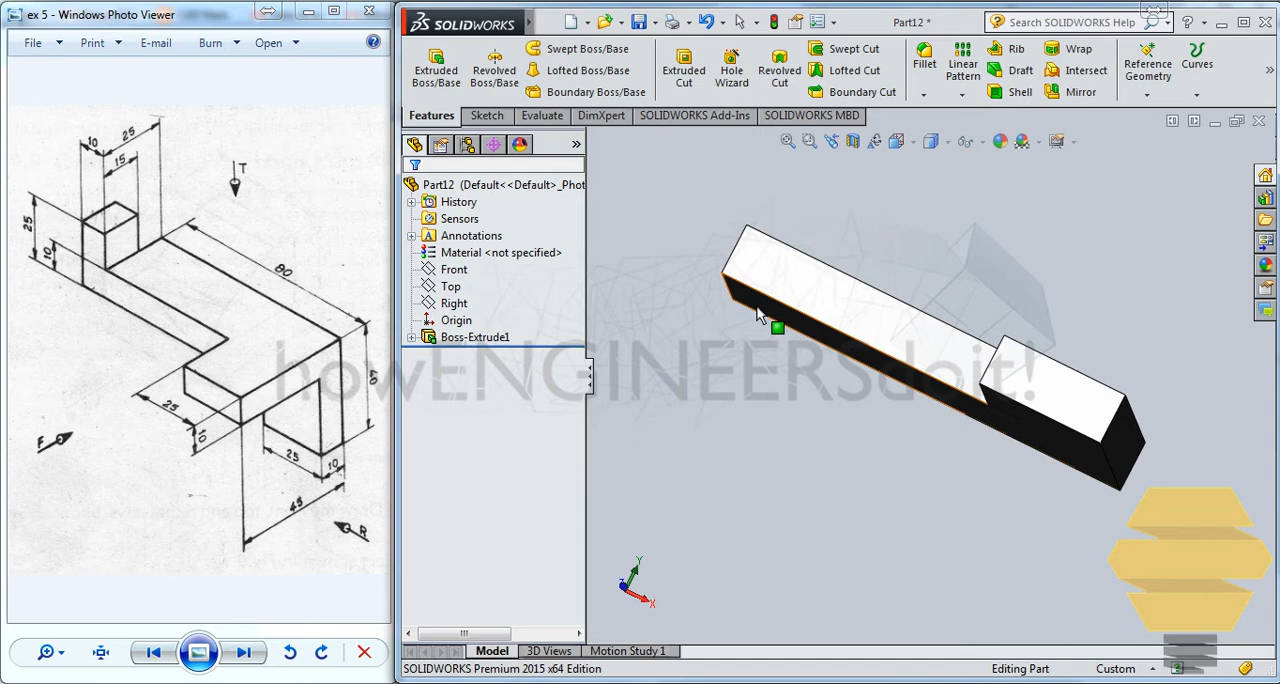 ex 5 - Windows Photo Viewer
File Print E-mail Burn Open
10
25
15
T
25
10
80
25
10
F
25
10
45
40
R
SOLIDWORKS
Part12 *
Search SOLIDWORKS Help
Extruded Boss/Base
Revolved Boss/Base
Swept Boss/Base
Lofted Boss/Base
Boundary Boss/Base
Extruded Cut
Hole Wizard
Revolved Cut
Swept Cut
Lofted Cut
Boundary Cut
Fillet
Linear Pattern
Rib
Draft
Shell
Wrap
Intersect
Mirror
Reference Geometry
Curves
Features Sketch Evaluate DimXpert SOLIDWORKS Add-Ins SOLIDWORKS MBD
Part12 (Default<<Default>_Phot
History
Sensors
Annotations
Material <not specified>
Front
Top
Right
Origin
Boss-Extrude1
howENGINEERSdoit!
Y
Z
X
Model 3D Views Motion Study 1
SOLIDWORKS Premium 2015 x64 Edition
Editing Part
Custom